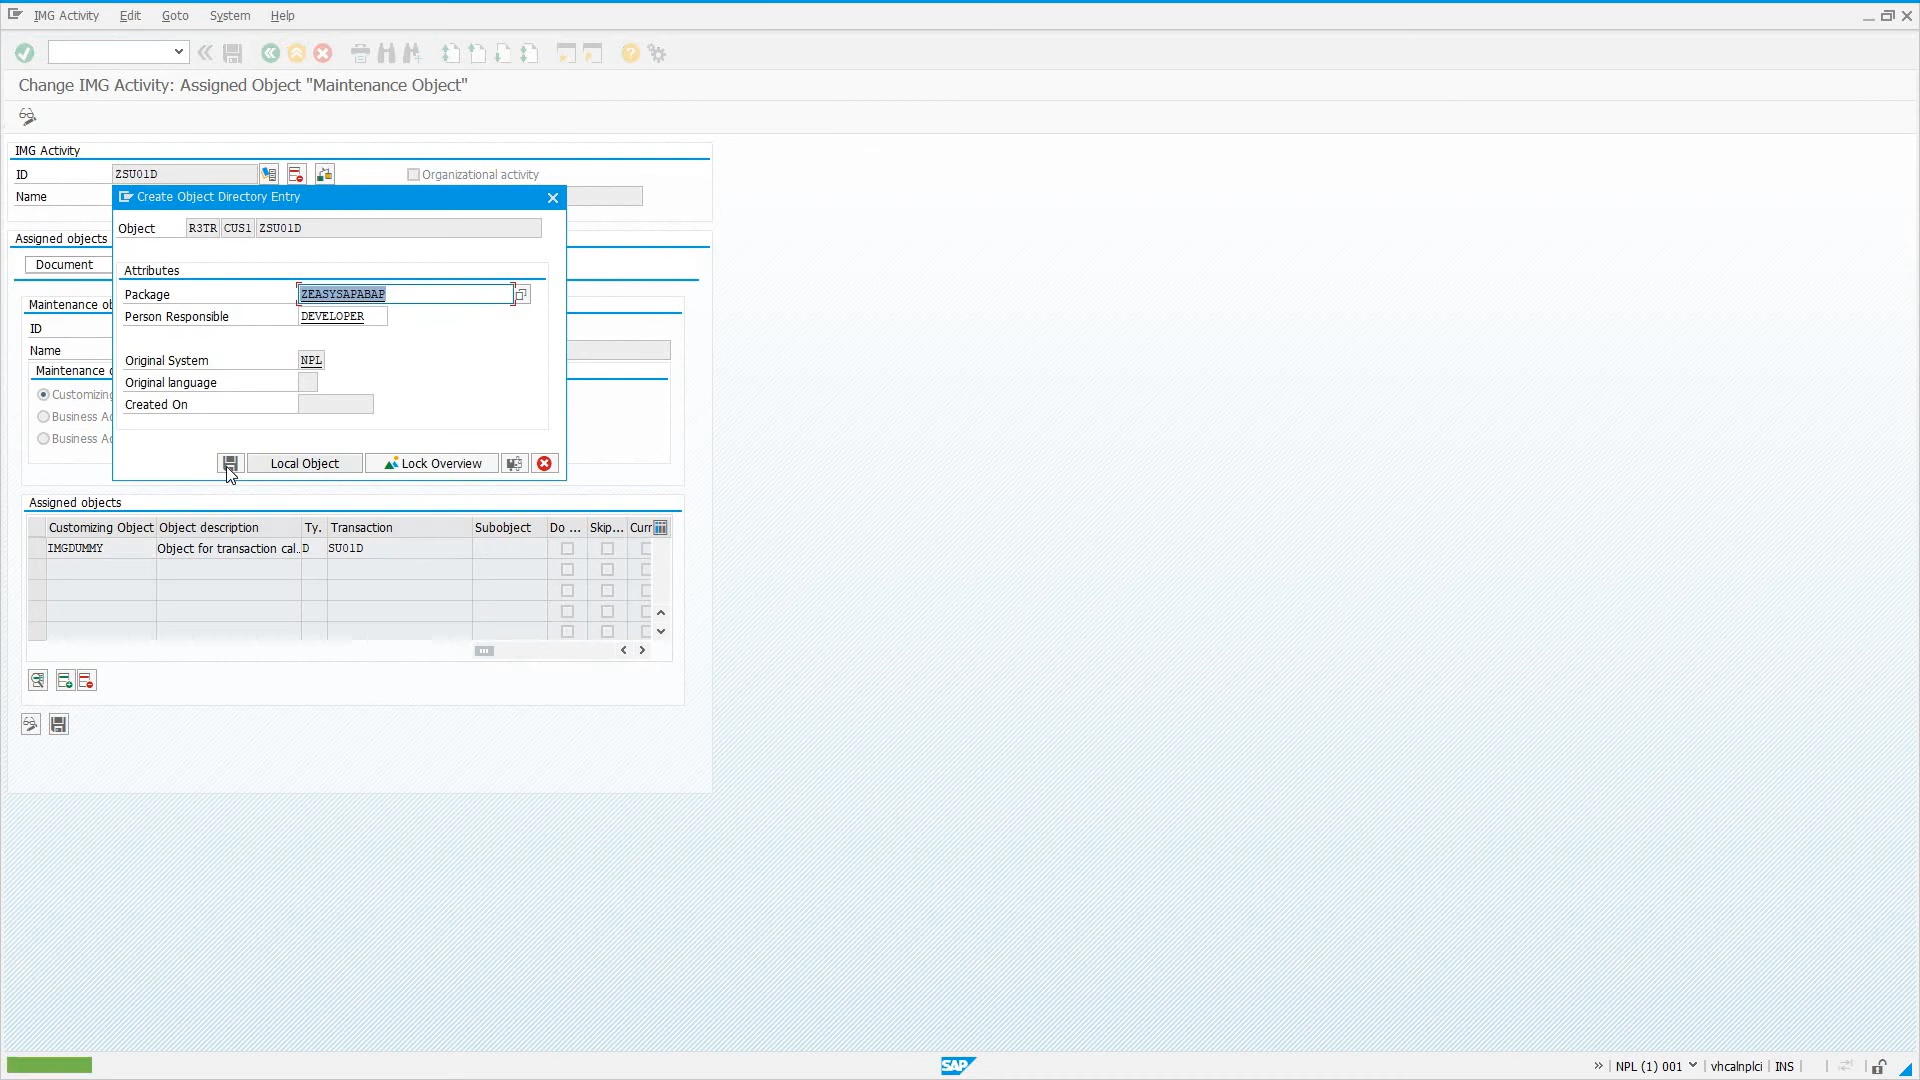 IMG Activity Edit Goto System Help
Change IMG Activity: Assigned Object "Maintenance Object"
IMG Activity
ID ZSU01D Organizational activity
Name
Create Object Directory Entry
Object R3TR CUS1 ZSU01D
Assigned objects
Document
Attributes
Package ZEASYSAPABAP
Person Responsible DEVELOPER
Maintenance ob
ID
Name
Maintenance o
Customizing
Business Ad
Business Ad
Original System NPL
Original language
Created On
Local Object Lock Overview
Assigned objects
Customizing Object Object description Ty. Transaction Subobject Do ... Skip... Curr
IMGDUMMY Object for transaction cal.. D SU01D
SAP
NPL (1) 001 vhcalnplci INS